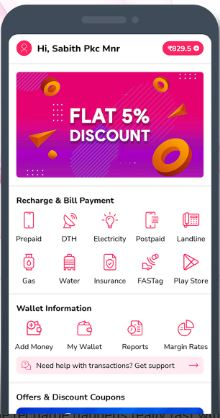 Hi, Sabith Pkc Mnr ₹829.5
FLAT 5%
DISCOUNT
Recharge & Bill Payment
Prepaid DTH Electricity Postpaid Landline
Gas Water Insurance FASTag Play Store
Wallet Information
Add Money My Wallet Reports Margin Rates
Need help with transactions? Get support
Offers & Discount Coupons